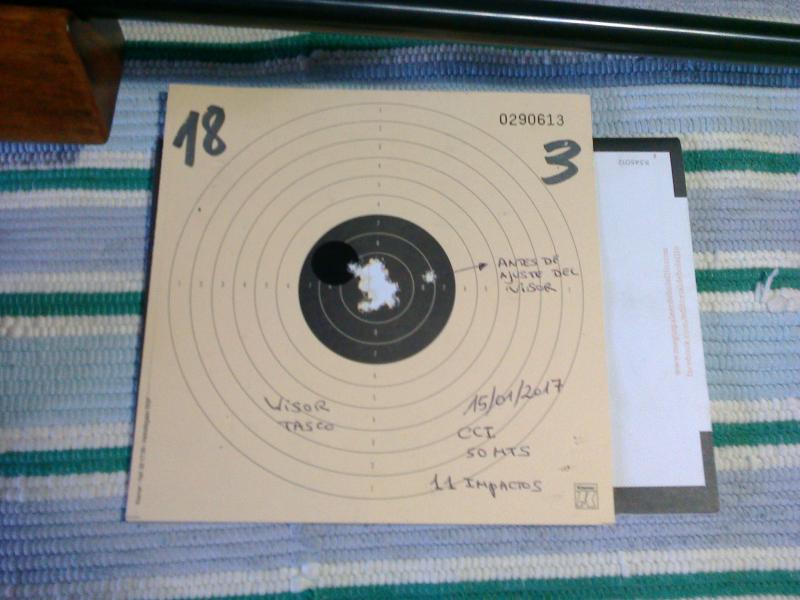 18
0290613
3
ANTES DE
AJUSTE DEL
VISOR
VISOR
TASCO
15/01/2017
CCI
50 MTS
11 IMPACTOS